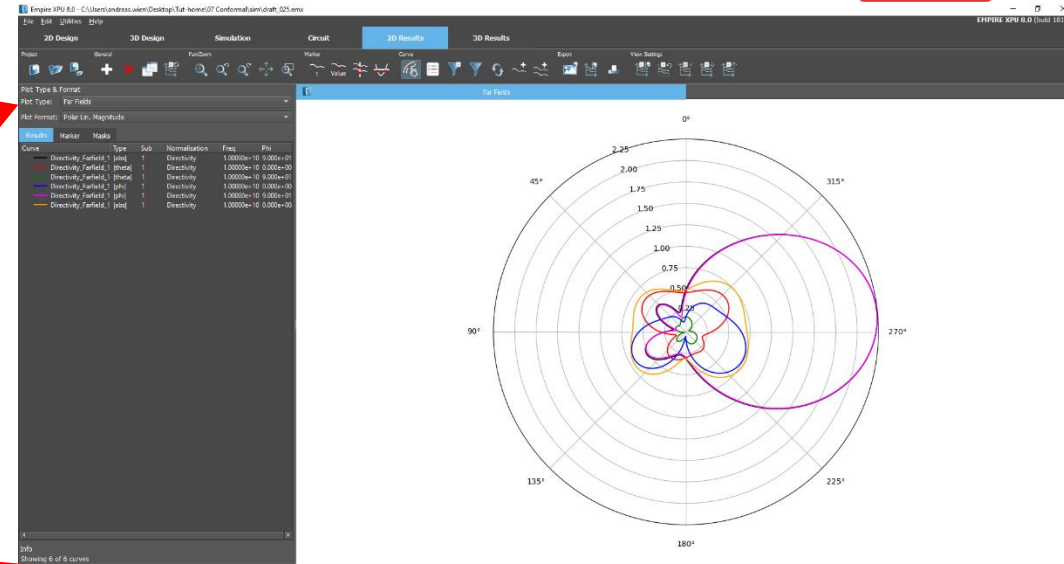 Empire XPU 8.0 - C:\Users\andreas.wien\Desktop\Tut-home\07 Conformal\sim\draft_025.emx
File Edit Utilities Help
EMPIRE XPU 8.0 (build 181
2D Design 3D Design Simulation Circuit 2D Results 3D Results
Project General Pan/Zoom Marker Curve Export View Settings
1 Value
Plot Type & Format
Plot Type: Far Fields
Far Fields
Plot Format: Polar Lin. Magnitude
Results Marker Masks
Curve Type Sub Normalisation Freq Phi
Directivity_Farfield_1 |abs| 1 Directivity 1.00000e+10 9.000e+01
Directivity_Farfield_1 |theta| 1 Directivity 1.00000e+10 0.000e+00
Directivity_Farfield_1 |theta| 1 Directivity 1.00000e+10 9.000e+01
Directivity_Farfield_1 |phi| 1 Directivity 1.00000e+10 0.000e+00
Directivity_Farfield_1 |phi| 1 Directivity 1.00000e+10 9.000e+01
Directivity_Farfield_1 |abs| 1 Directivity 1.00000e+10 0.000e+00
0°
2.25
2.00
45°
1.75
315°
1.50
1.25
1.00
0.75
0.50
0.25
90°
270°
135°
225°
180°
Info
Showing 6 of 6 curves